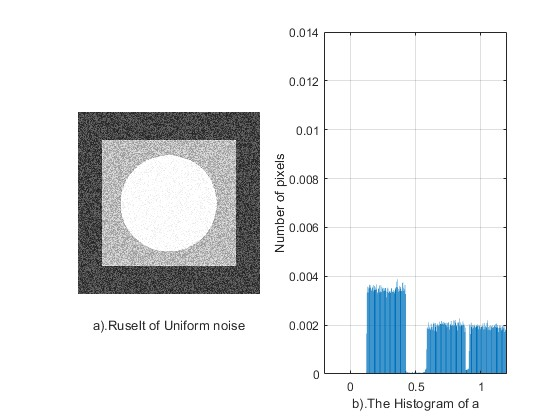 a).Ruselt of Uniform noise
Number of pixels
0.014
0.012
0.01
0.008
0.006
0.004
0.002
0
0 0.5 1
b).The Histogram of a